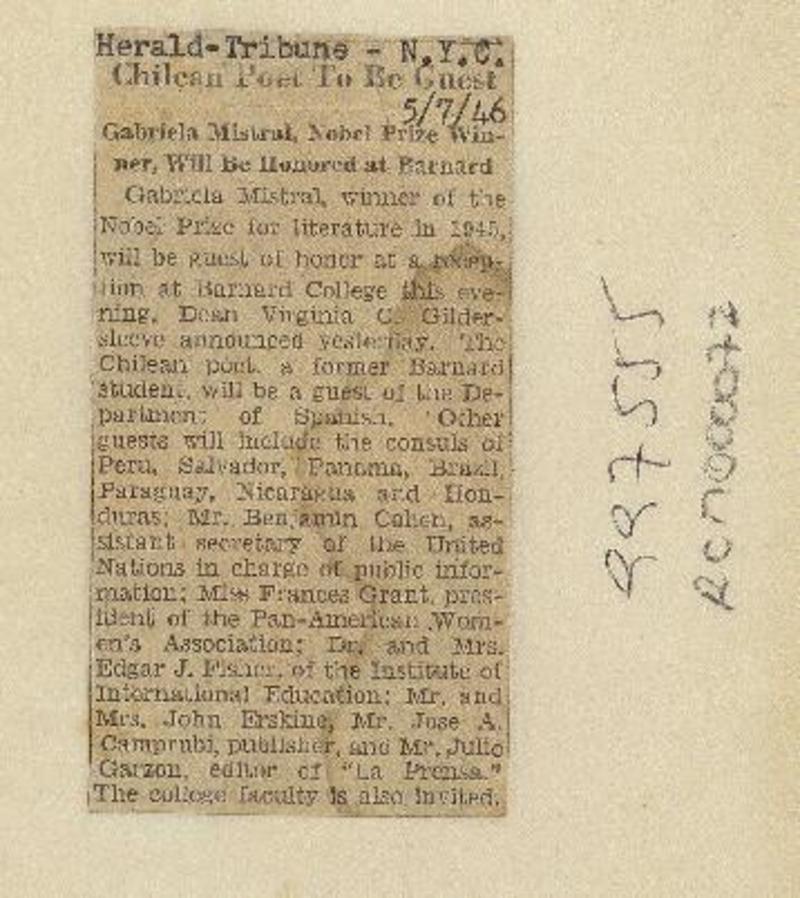 Herald-Tribune - N.Y.C.
Chilean Poet To Be Guest
5/7/46
Gabriela Mistral, Nobel Prize Win-
ner, Will Be Honored at Barnard
Gabriela Mistral, winner of the
Nobel Prize for literature in 1945,
will be guest of honor at a recep-
tion at Barnard College this eve-
ning, Dean Virginia C. Gilder-
sleeve announced yesterday. The
Chilean poet, a former Barnard
student, will be a guest of the De-
partment of Spanish. Other
guests will include the consuls of
Peru, Salvador, Panama, Brazil,
Paraguay, Nicaragua and Hon-
duras; Mr. Benjamin Cohen, as-
sistant secretary of the United
Nations in charge of public infor-
mation; Miss Frances Grant, pres-
ident of the Pan-American Wom-
en's Association; Dr. and Mrs.
Edgar J. Fisher, of the Institute of
International Education; Mr. and
Mrs. John Erskine, Mr. Jose A.
Camprubi, publisher, and Mr. Julio
Garzon, editor of "La Prensa."
The college faculty is also invited.
987555